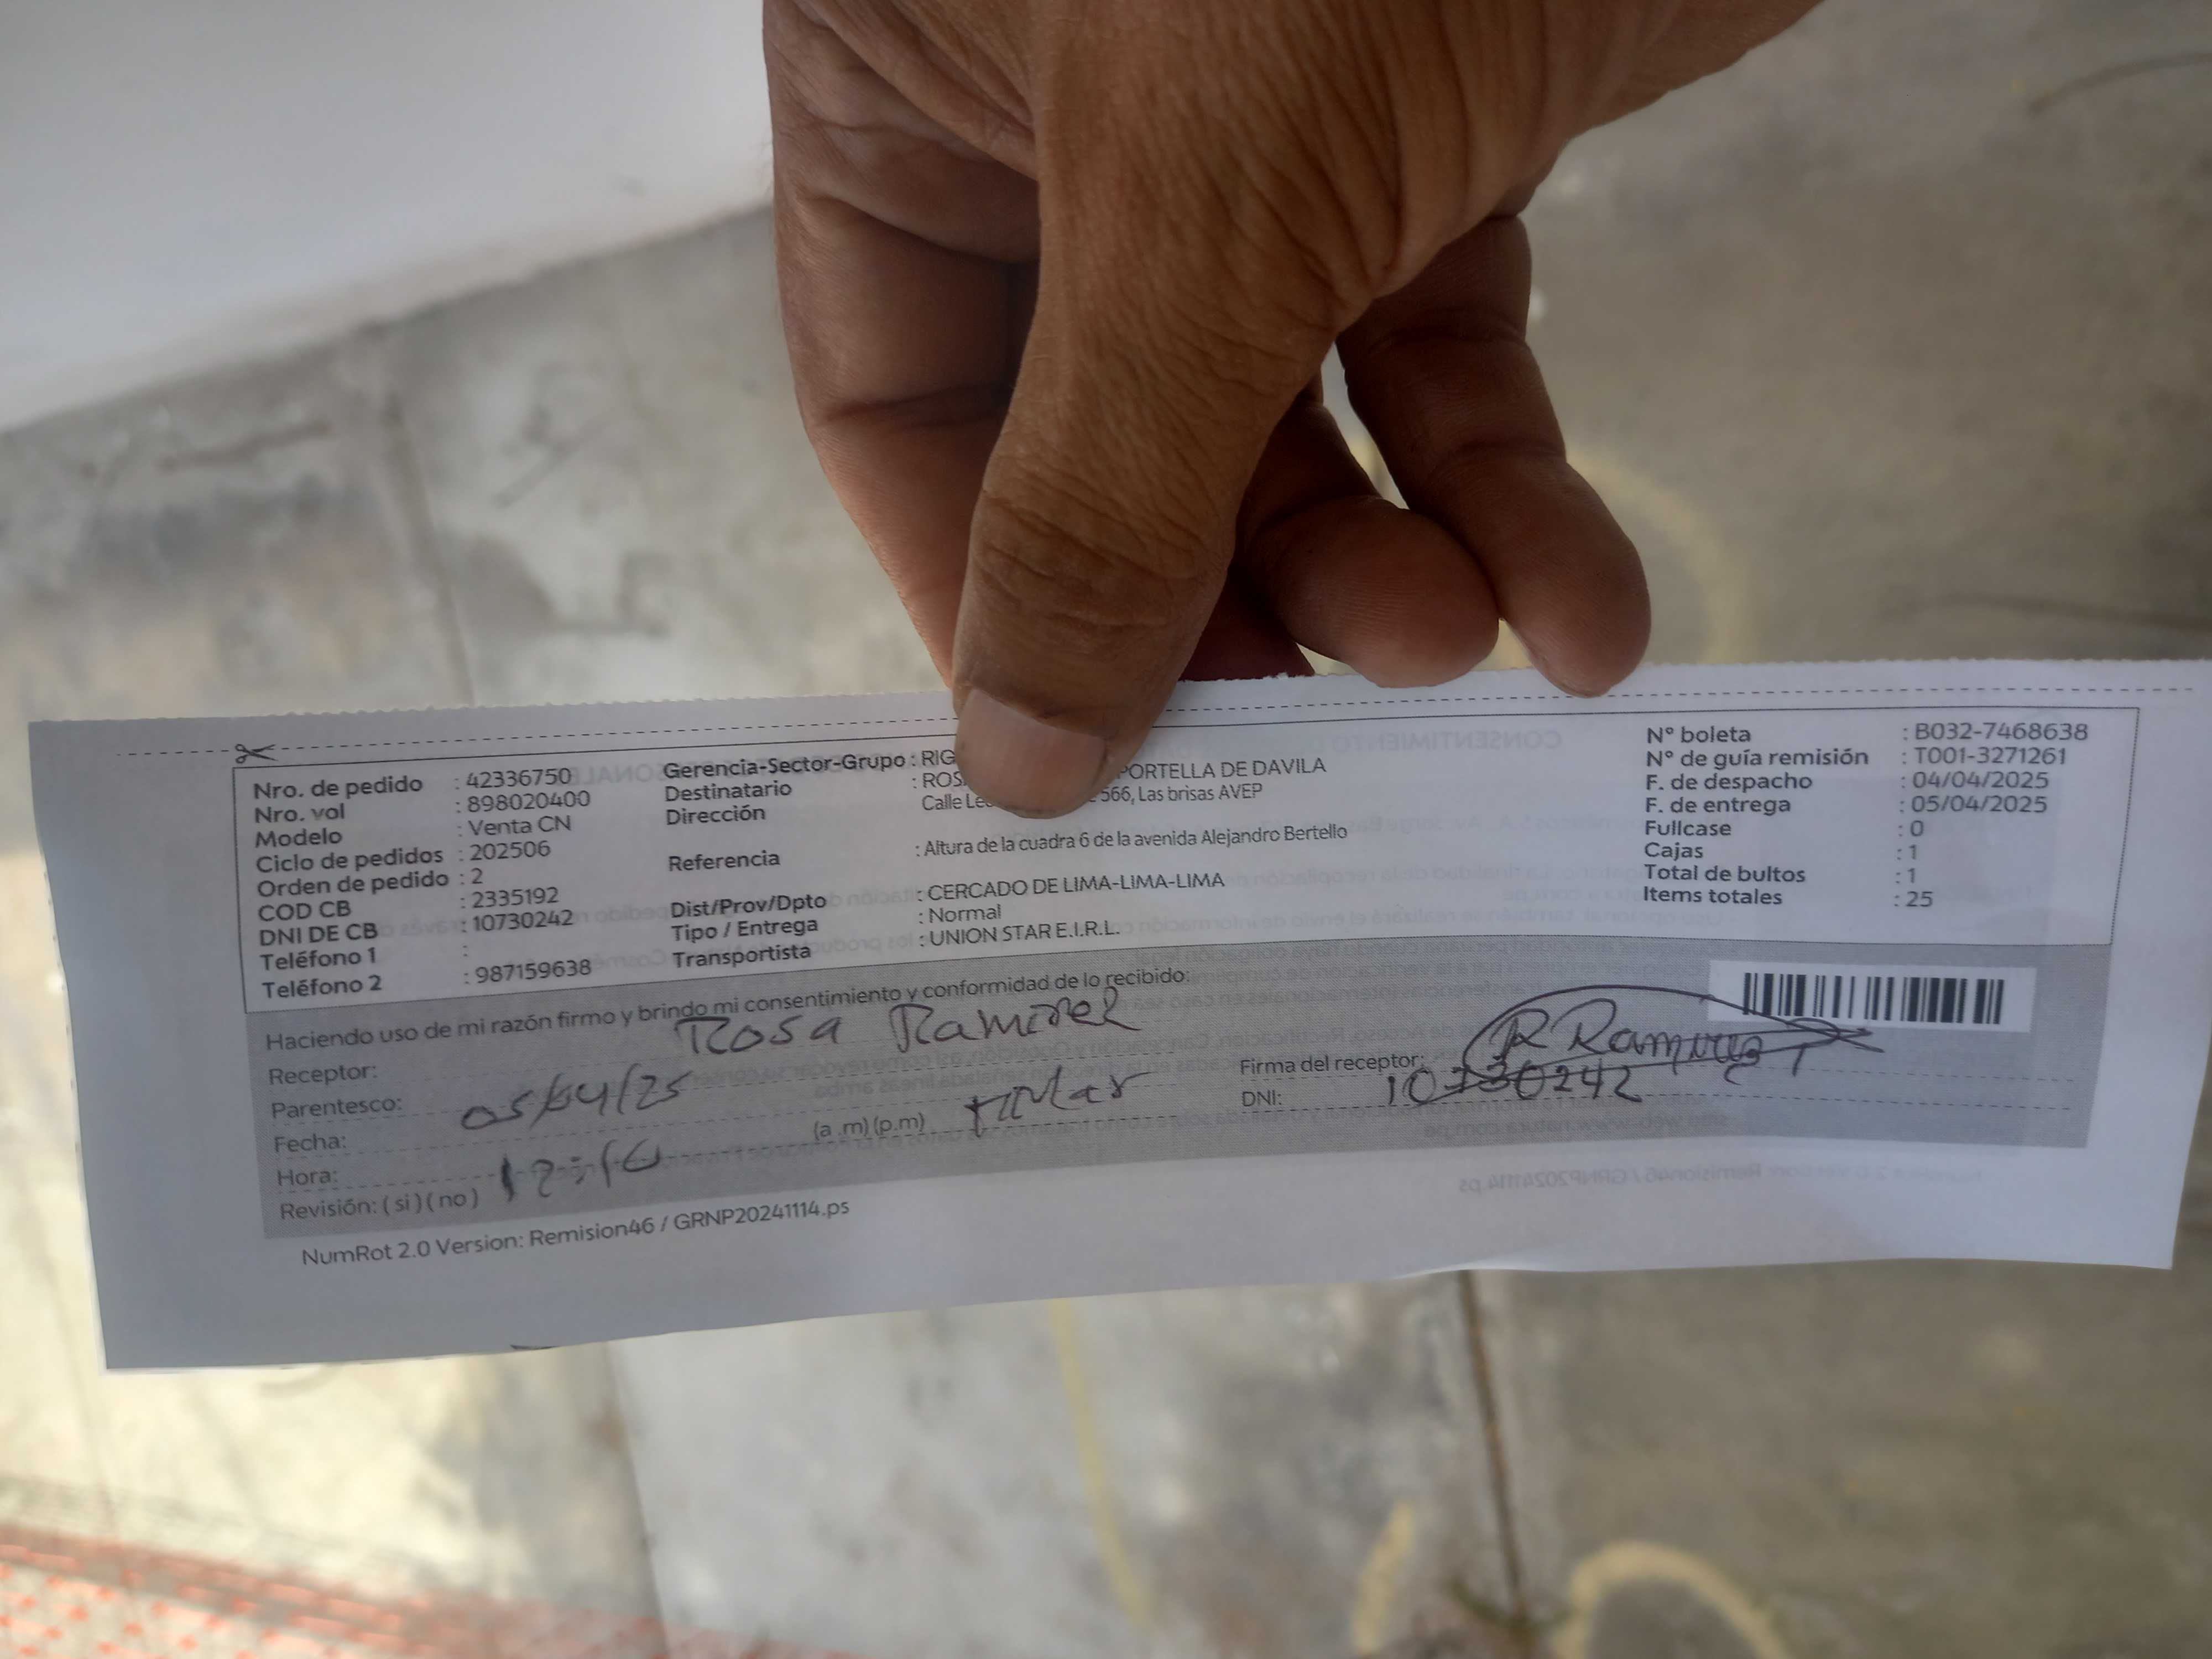 Nro. de pedido : 42336750
Nro. vol : 898020400
Modelo : Venta CN
Ciclo de pedidos : 202506
Orden de pedido : 2
COD CB : 2335192
DNI DE CB : 10730242
Teléfono 1 :
Teléfono 2 : 987159638
Gerencia-Sector-Grupo : RIG
Destinatario : ROS PORTELLA DE DAVILA
Dirección Calle 566, Las brisas AVEP
Referencia : Altura de la cuadra 6 de la avenida Alejandro Bertello
Dist/Prov/Dpto : CERCADO DE LIMA-LIMA-LIMA
Tipo / Entrega : Normal
Transportista : UNION STAR E.I.R.L.
N° boleta : B032-7468638
N° de guía remisión : T001-3271261
F. de despacho : 04/04/2025
F. de entrega : 05/04/2025
Fullcase : 0
Cajas : 1
Total de bultos : 1
Items totales : 25
Haciendo uso de mi razón firmo y brindo mi consentimiento y conformidad de lo recibido:
Receptor: Rosa Ramirez
Parentesco:
Fecha: 05/04/25
Hora: (a .m) (p.m)
Revisión: ( si ) ( no ) 12:10
Firma del receptor: R Ramirez
DNI: 10730242
NumRot 2.0 Version: Remision46 / GRNP20241114.ps